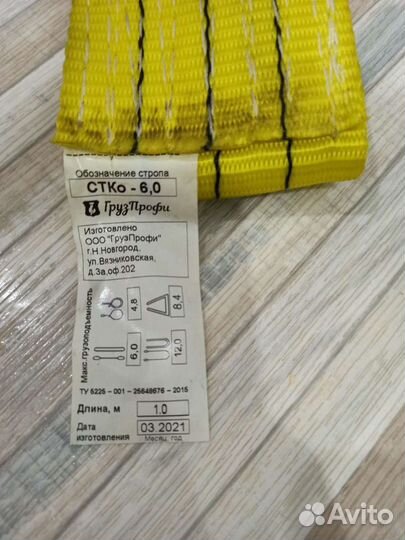 Обозначение стропа
СТКо - 6,0
ГрузПрофи
Изготовлено
ООО "ГрузПрофи"
г.Н.Новгород,
ул.Вязниковская,
д.3а,оф.202
Макс.грузоподъемность
4,8
8,4
6,0
12,0
ТУ 5225 - 001 - 25648676 - 2015
Длина, м 1.0
Дата 03.2021
изготовления Месяц, год
Avito